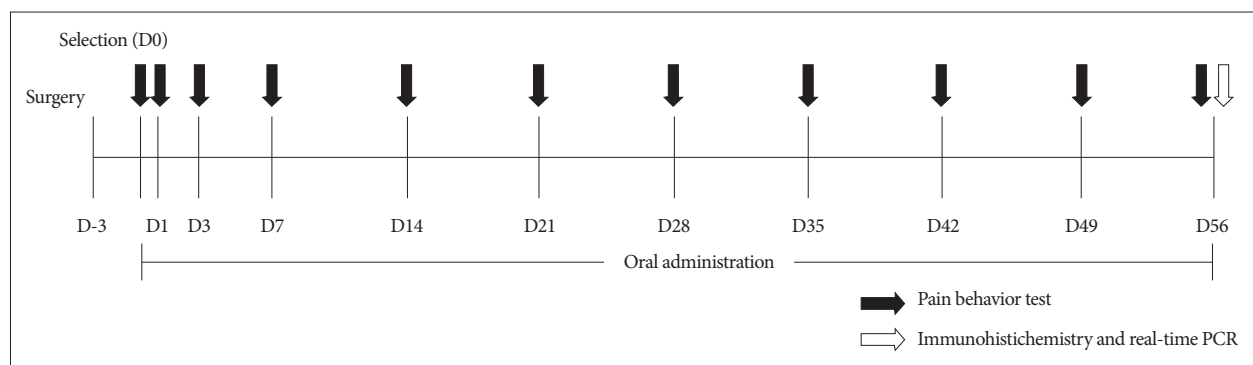 Selection (D0)
Surgery
D-3 D1 D3 D7 D14 D21 D28 D35 D42 D49 D56
Oral administration
Pain behavior test
Immunohistichemistry and real-time PCR